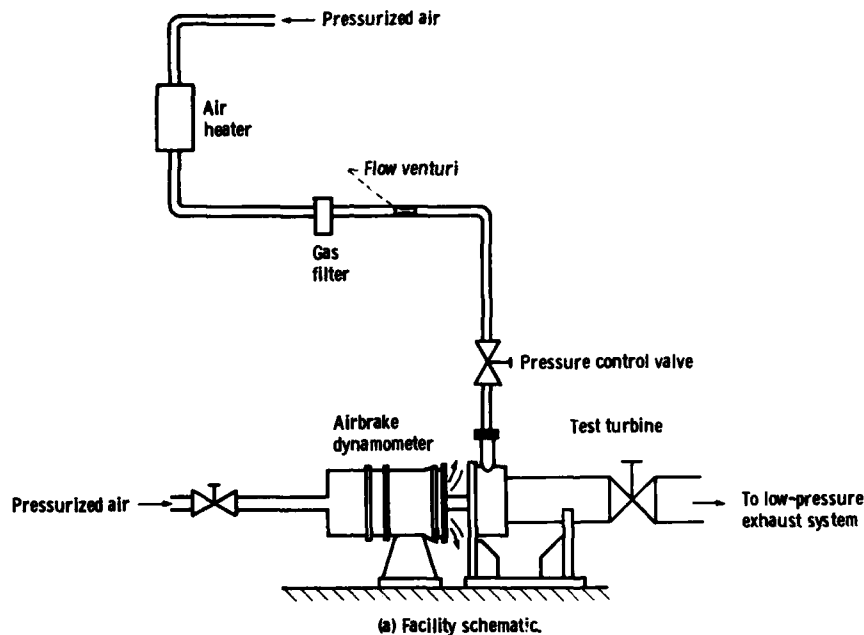 Pressurized air
Air
heater
Flow venturi
Gas
filter
Pressure control valve
Airbrake
dynamometer
Test turbine
Pressurized air
To low-pressure
exhaust system
(a) Facility schematic.